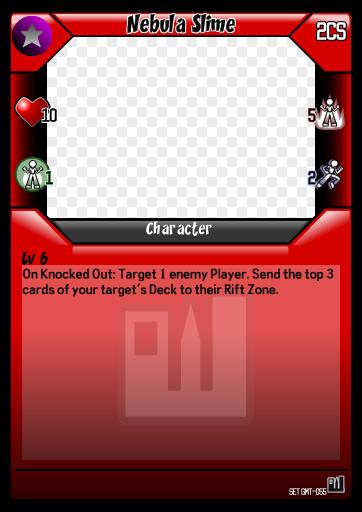 Nebula Slime
2CS
10
5
1
2
Character
Lv 6
On Knocked Out: Target 1 enemy Player. Send the top 3
cards of your target's Deck to their Rift Zone.
SET GMT-055